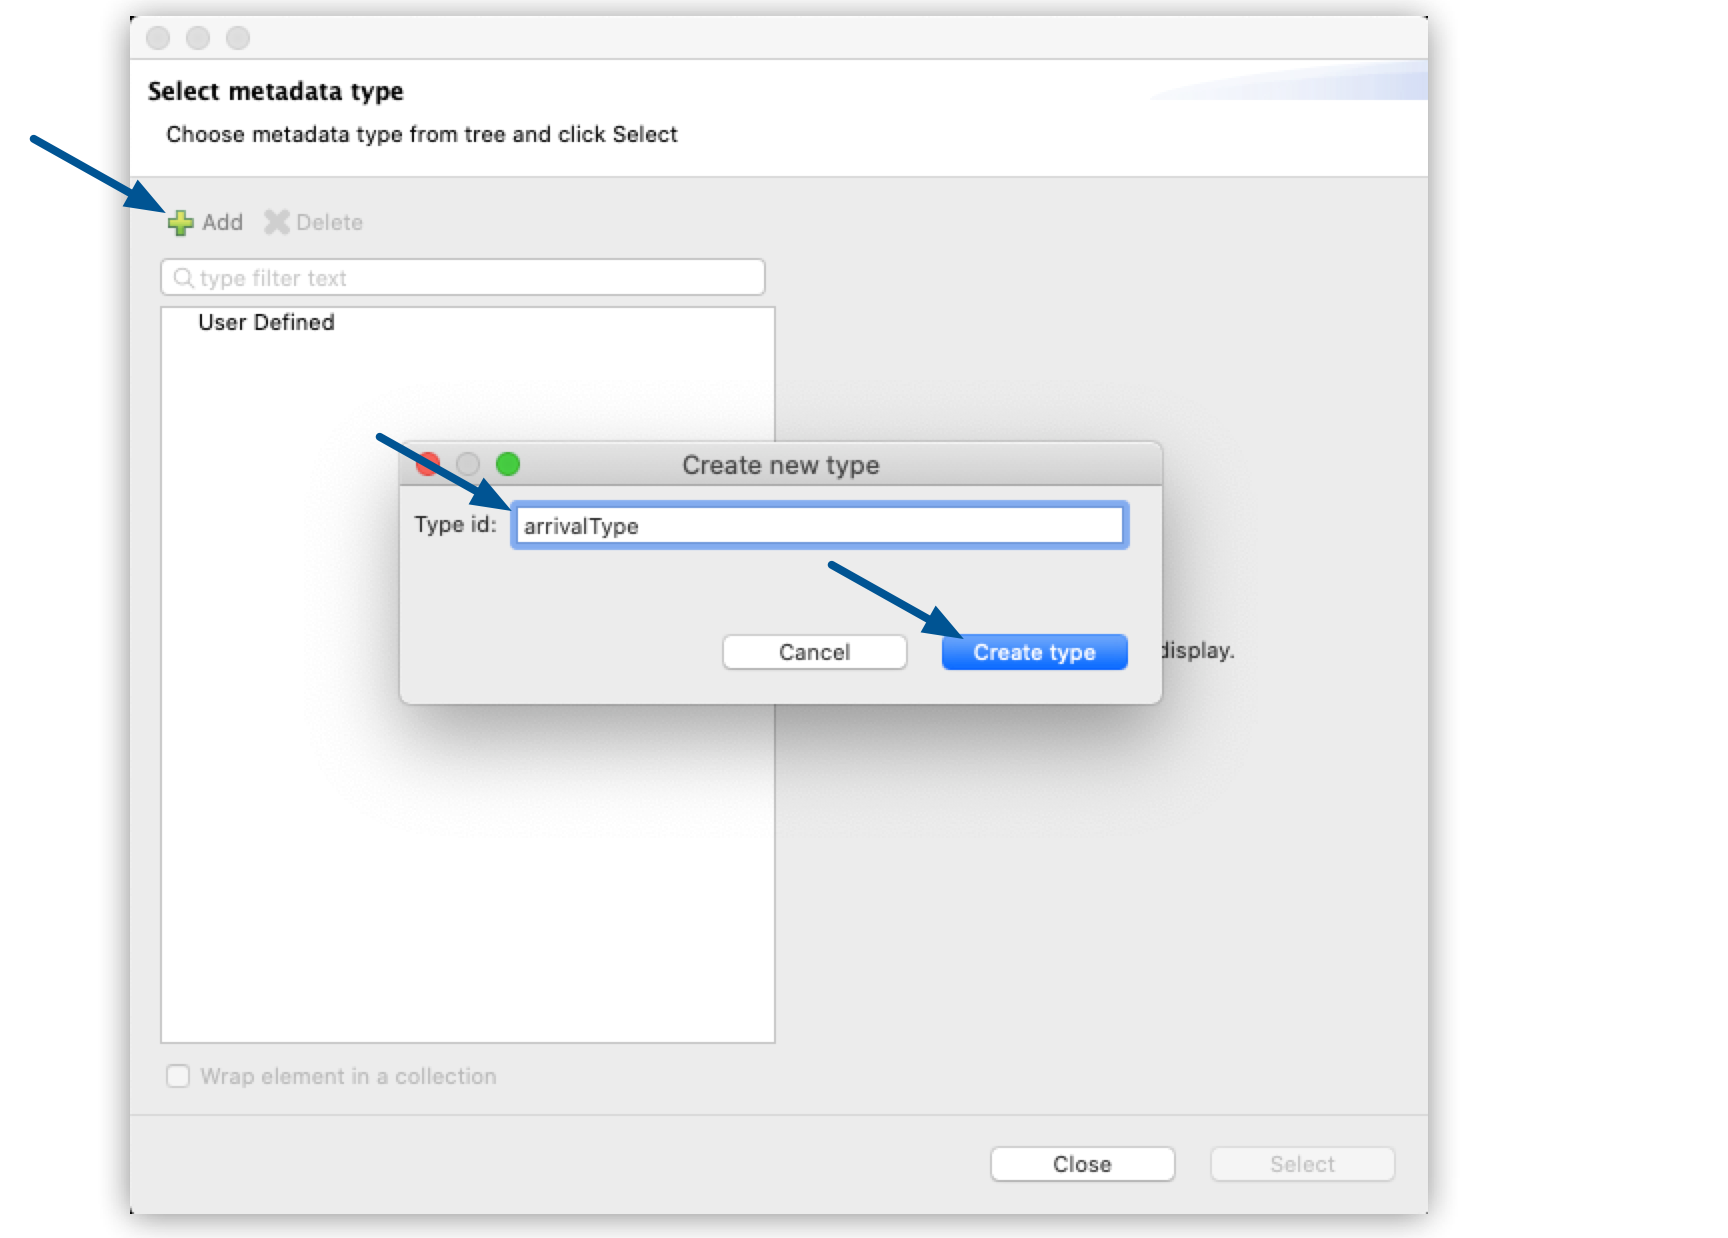 Select metadata type
Choose metadata type from tree and click Select
Add Delete
type filter text
User Defined
Create new type
Type id: arrivalType
Cancel Create type display.
Wrap element in a collection
Close Select